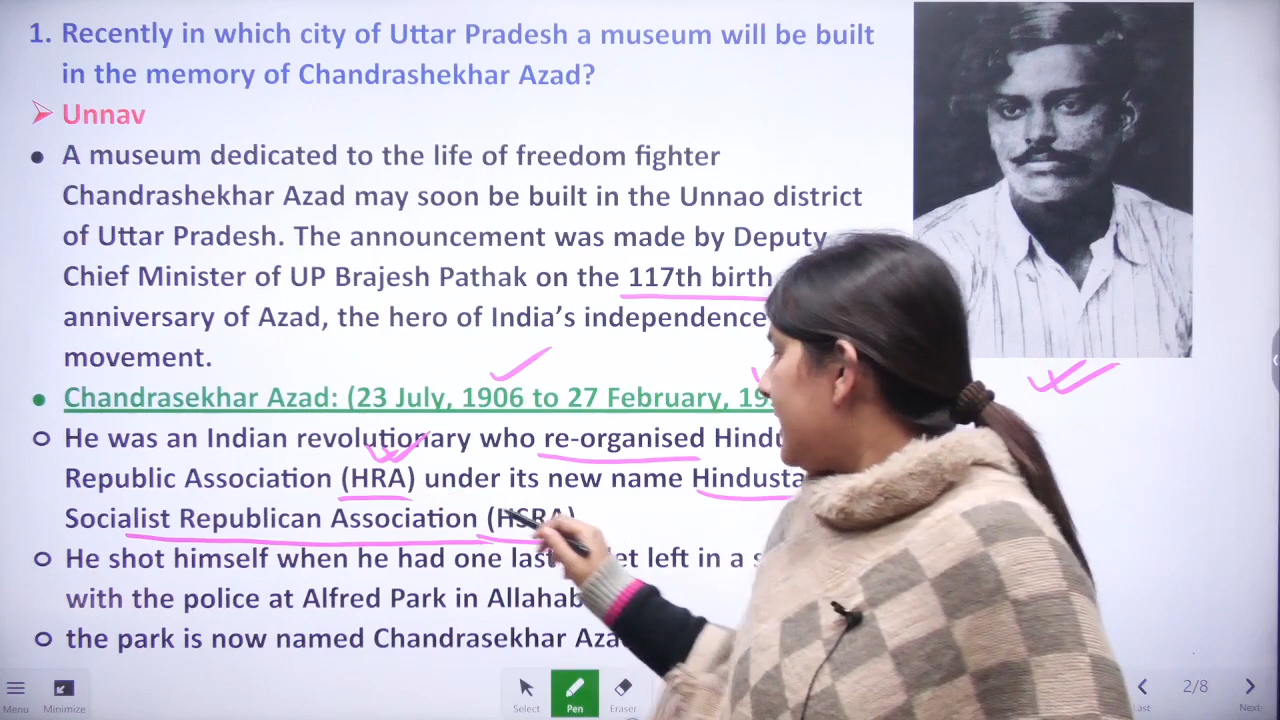 1. Recently in which city of Uttar Pradesh a museum will be built
in the memory of Chandrashekhar Azad?
➢ Unnav
• A museum dedicated to the life of freedom fighter
Chandrashekhar Azad may soon be built in the Unnao district
of Uttar Pradesh. The announcement was made by Deputy
Chief Minister of UP Brajesh Pathak on the 117th birth
anniversary of Azad, the hero of India's independence
movement.
• Chandrasekhar Azad: (23 July, 1906 to 27 February, 19
o He was an Indian revolutionary who re-organised Hindu
Republic Association (HRA) under its new name Hindusta
Socialist Republican Association (HSRA)
o He shot himself when he had one last left in a
with the police at Alfred Park in Allahab
o the park is now named Chandrasekhar Aza
Menu
Minimize
Select
Pen
Eraser
Last
2/8
Next